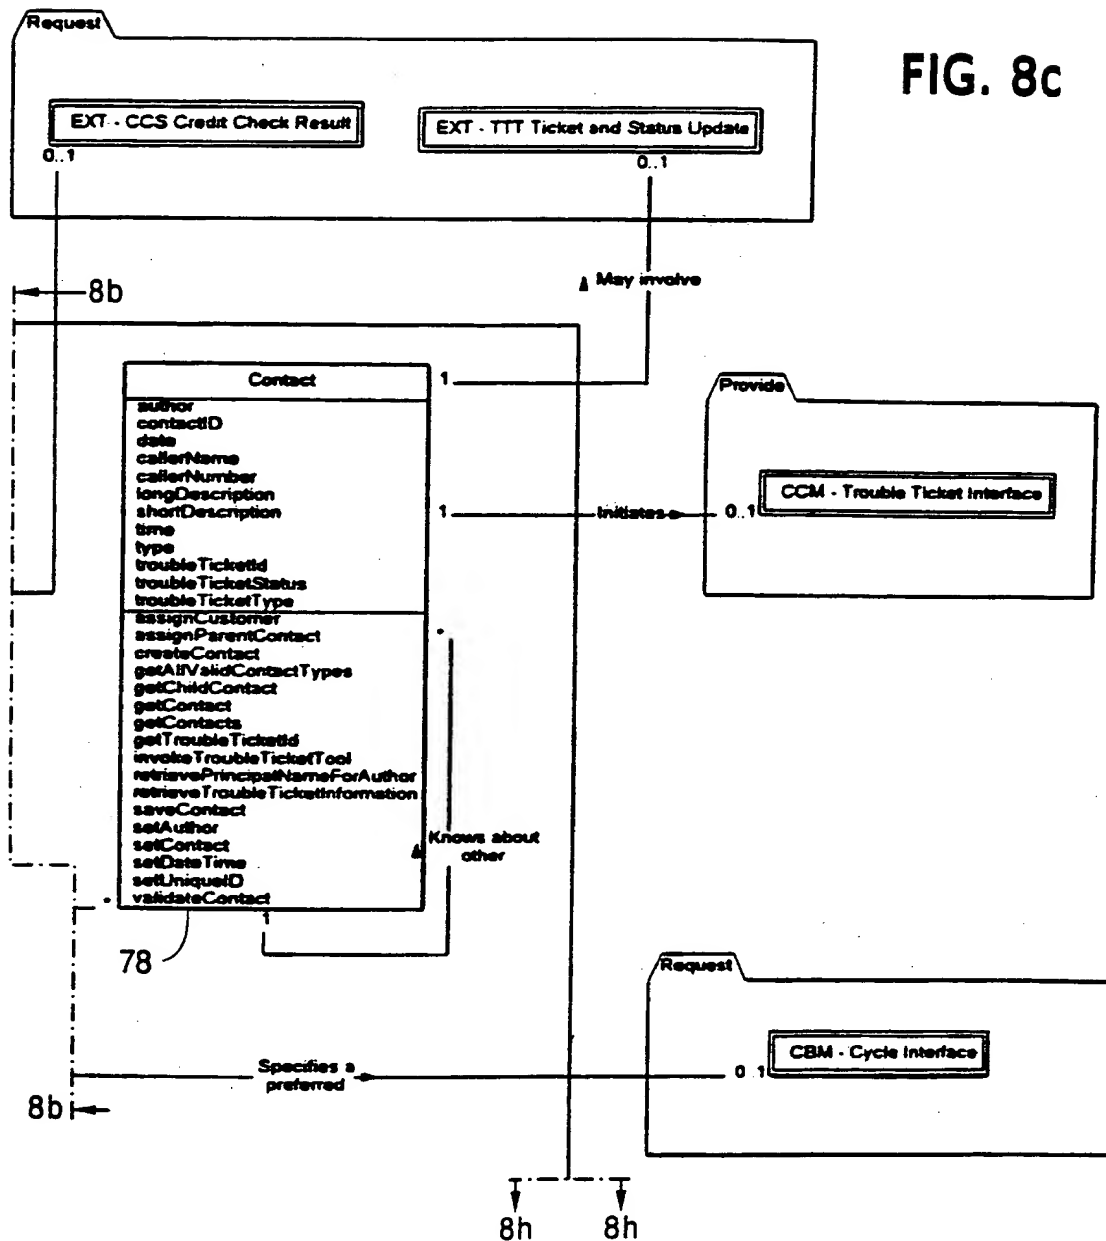 Request
FIG. 8c
EXT - CCS Credit Check Result
EXT - TTT Ticket and Status Update
0..1
0..1
May involve
8b
Contact
1
author
contactID
date
callerName
callerNumber
longDescription
shortDescription
time
type
troubleTicketId
troubleTicketStatus
troubleTicketType
1
Initiates
0..1
Provide
CCM - Trouble Ticket Interface
assignCustomer
assignParentContact
createContact
getAllValidContactTypes
getChildContact
getContact
getContacts
getTroubleTicketId
invokeTroubleTicketTool
retrievePrincipalNameForAuthor
retrieveTroubleTicketInformation
saveContact
setAuthor
setContact
setDateTime
setUniqueID
validateContact
*
*
1
Knows about
other
78
Request
CBM - Cycle Interface
Specifies a
preferred
0..1
8b
8h
8h